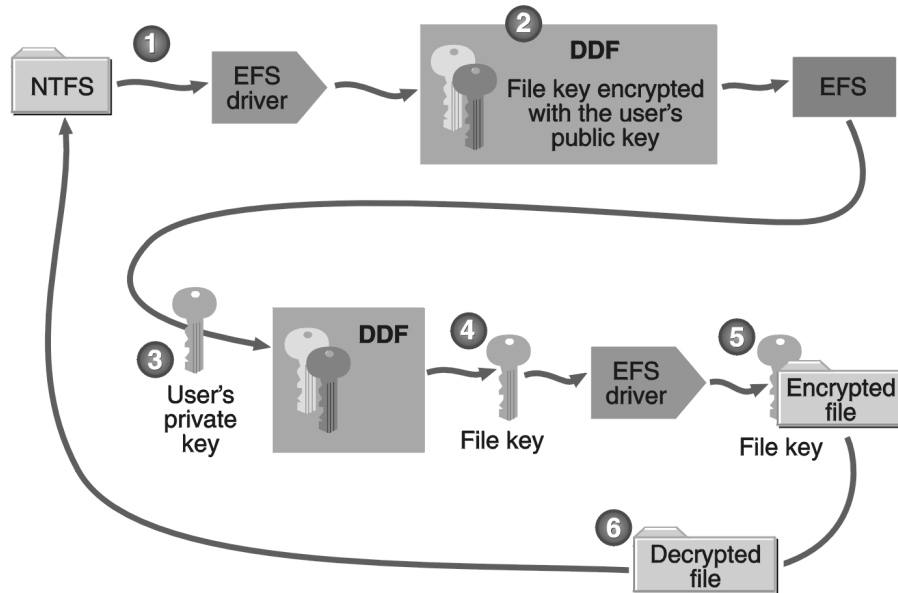 1
NTFS
EFS
driver
2
DDF
File key encrypted
with the user's
public key
EFS
3
User's
private
key
DDF
4
File key
EFS
driver
5
Encrypted
file
File key
6
Decrypted
file